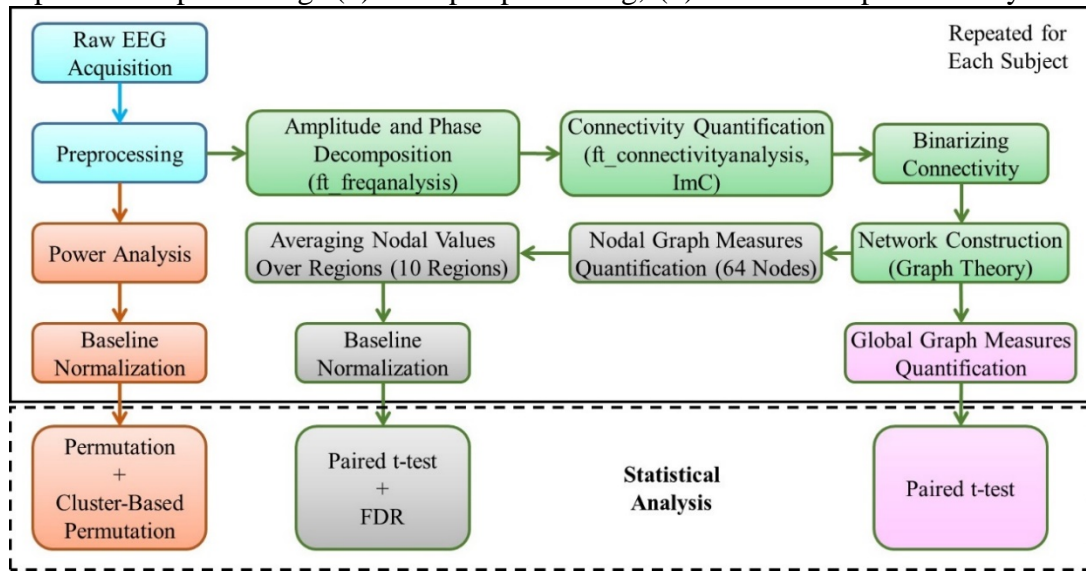 Raw EEG
Acquisition
Repeated for
Each Subject
Preprocessing
Amplitude and Phase
Decomposition
(ft_freqanalysis)
Connectivity Quantification
(ft_connectivityanalysis,
ImC)
Binarizing
Connectivity
Power Analysis
Averaging Nodal Values
Over Regions (10 Regions)
Nodal Graph Measures
Quantification (64 Nodes)
Network Construction
(Graph Theory)
Baseline
Normalization
Baseline
Normalization
Global Graph Measures
Quantification
Permutation
+
Cluster-Based
Permutation
Paired t-test
+
FDR
Statistical
Analysis
Paired t-test